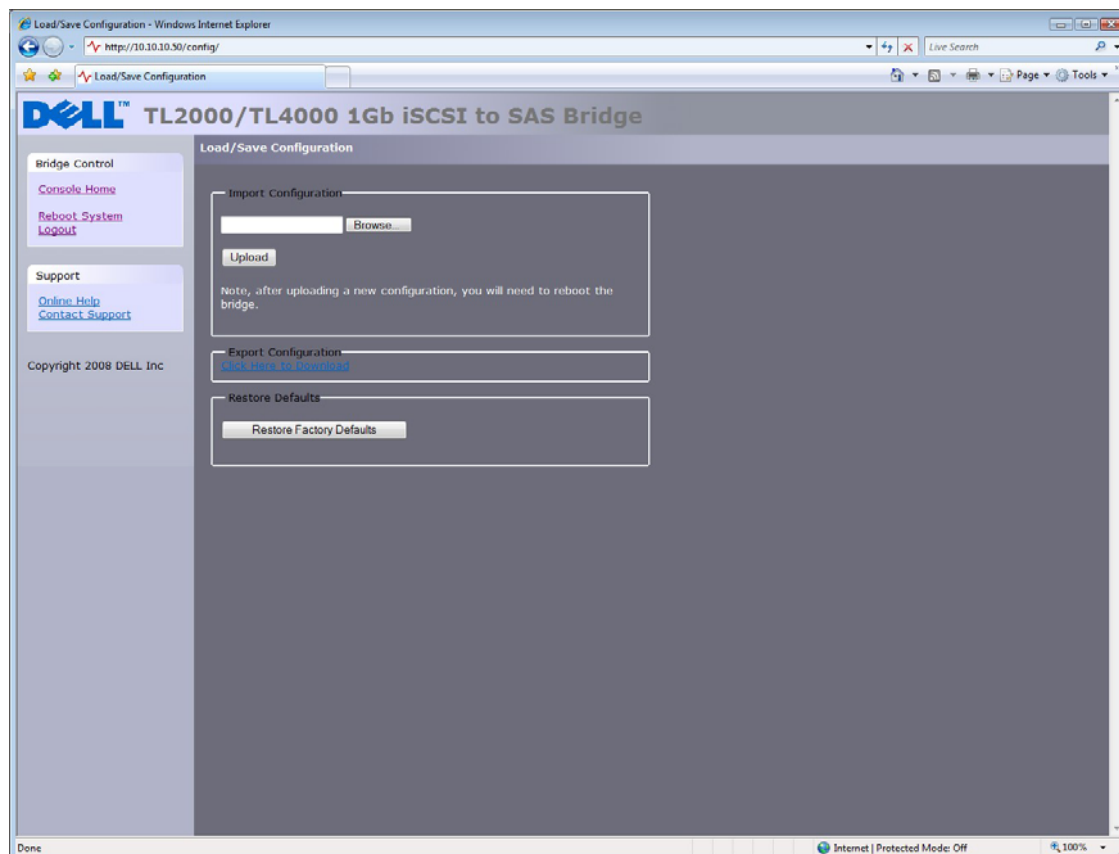 Load/Save Configuration - Windows Internet Explorer
http://10.10.10.50/config/
Live Search
Load/Save Configuration
Page
Tools
DELL™ TL2000/TL4000 1Gb iSCSI to SAS Bridge
Load/Save Configuration
Bridge Control
Console Home
Reboot System
Logout
Support
Online Help
Contact Support
Copyright 2008 DELL Inc
Import Configuration
Browse...
Upload
Note, after uploading a new configuration, you will need to reboot the
bridge.
Export Configuration
Click Here to Download
Restore Defaults
Restore Factory Defaults
Done
Internet | Protected Mode: Off
100%